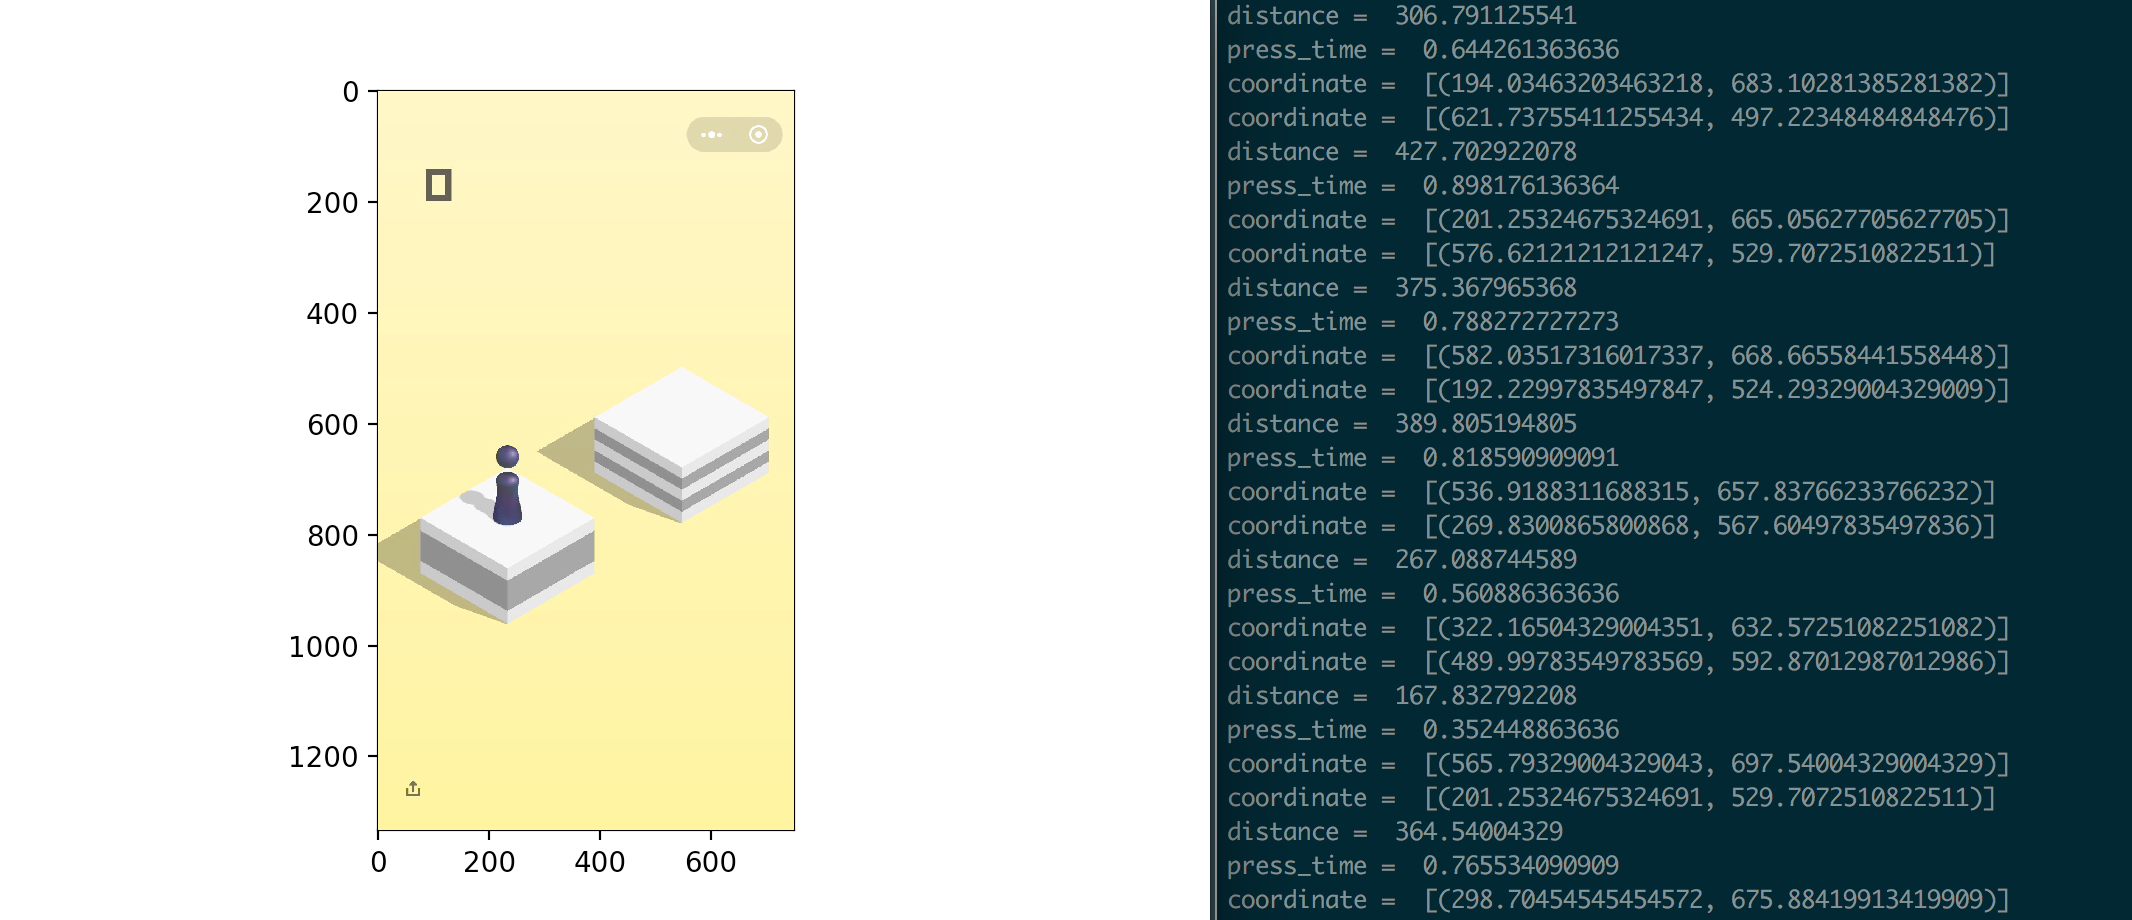 0
200
400
600
800
1000
1200
0 200 400 600
0
distance =  306.791125541
press_time =  0.644261363636
coordinate =  [(194.03463203463218, 683.10281385281382)]
coordinate =  [(621.73755411255434, 497.22348484848476)]
distance =  427.702922078
press_time =  0.898176136364
coordinate =  [(201.25324675324691, 665.05627705627705)]
coordinate =  [(576.62121212121247, 529.7072510822511)]
distance =  375.367965368
press_time =  0.788272727273
coordinate =  [(582.03517316017337, 668.66558441558448)]
coordinate =  [(192.22997835497847, 524.29329004329009)]
distance =  389.805194805
press_time =  0.818590909091
coordinate =  [(536.9188311688315, 657.83766233766232)]
coordinate =  [(269.8300865800868, 567.60497835497836)]
distance =  267.088744589
press_time =  0.560886363636
coordinate =  [(322.16504329004351, 632.57251082251082)]
coordinate =  [(489.99783549783569, 592.87012987012986)]
distance =  167.832792208
press_time =  0.352448863636
coordinate =  [(565.79329004329043, 697.54004329004329)]
coordinate =  [(201.25324675324691, 529.7072510822511)]
distance =  364.54004329
press_time =  0.765534090909
coordinate =  [(298.70454545454572, 675.88419913419909)]